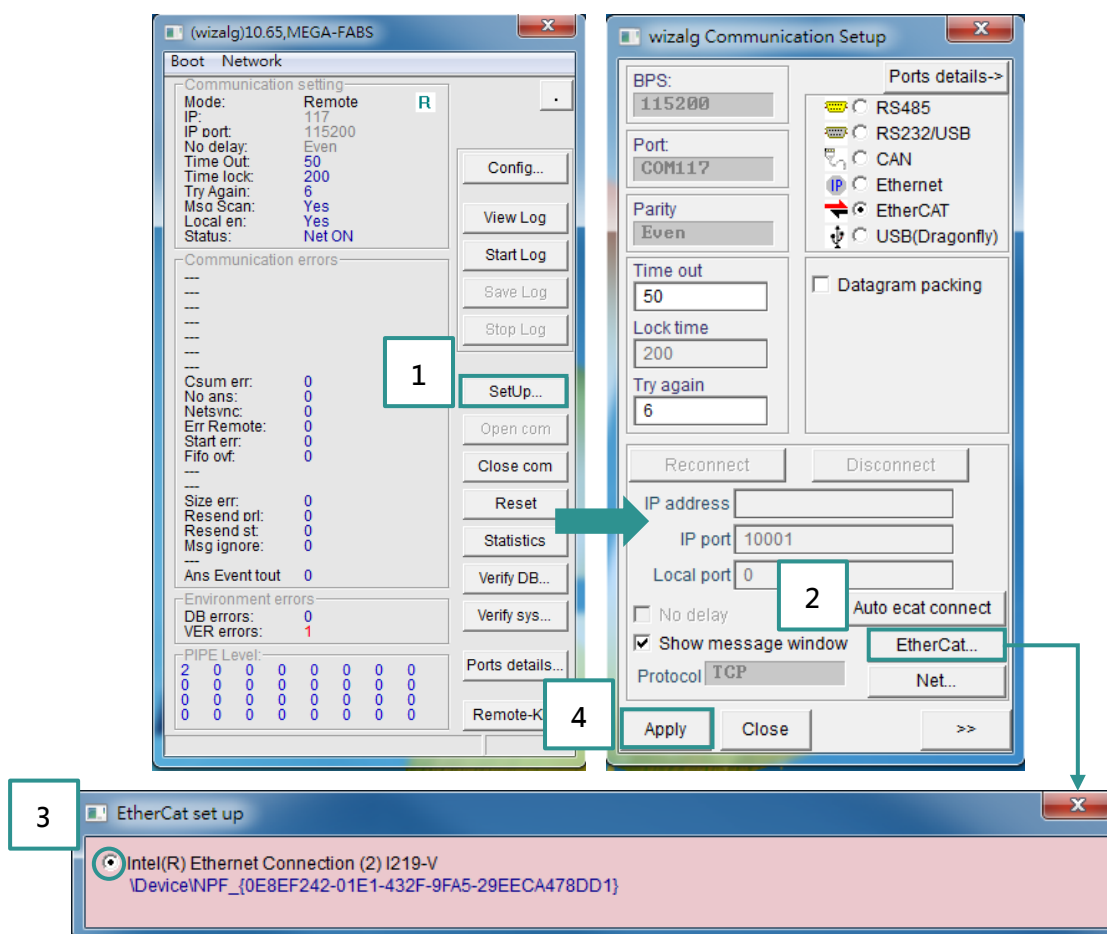 (wizalg)10.65,MEGA-FABS
Boot Network
Communication setting
Mode: Remote R
IP: 117
IP port: 115200
No delay: Even
Time Out: 50
Time lock: 200
Try Again: 6
Msg Scan: Yes
Local en: Yes
Status: Net ON
Communication errors
---
---
---
---
---
---
---
Csum err: 0
No ans: 0
Netsync: 0
Err Remote: 0
Start err: 0
Fifo ovf: 0
---
---
Size err: 0
Resend prl: 0
Resend st: 0
Msg ignore: 0
---
Ans Event tout 0
Environment errors
DB errors: 0
VER errors: 1
PIPE Level:
2 0 0 0 0 0 0 0
0 0 0 0 0 0 0 0
0 0 0 0 0 0 0 0
0 0 0 0 0 0 0 0
.
Config...
View Log
Start Log
Save Log
Stop Log
1
SetUp...
Open com
Close com
Reset
Statistics
Verify DB...
Verify sys...
Ports details...
Remote-K
wizalg Communication Setup
BPS:
115200
Port:
COM117
Parity
Even
Time out
50
Lock time
200
Try again
6
Ports details->
RS485
RS232/USB
CAN
IP Ethernet
EtherCAT
USB(Dragonfly)
Datagram packing
Reconnect Disconnect
IP address
IP port 10001
Local port 0
2
No delay Auto ecat connect
Show message window EtherCat...
Protocol TCP Net...
4
Apply Close >>
3
EtherCat set up
Intel(R) Ethernet Connection (2) I219-V
\Device\NPF_{0E8EF242-01E1-432F-9FA5-29EECA478DD1}